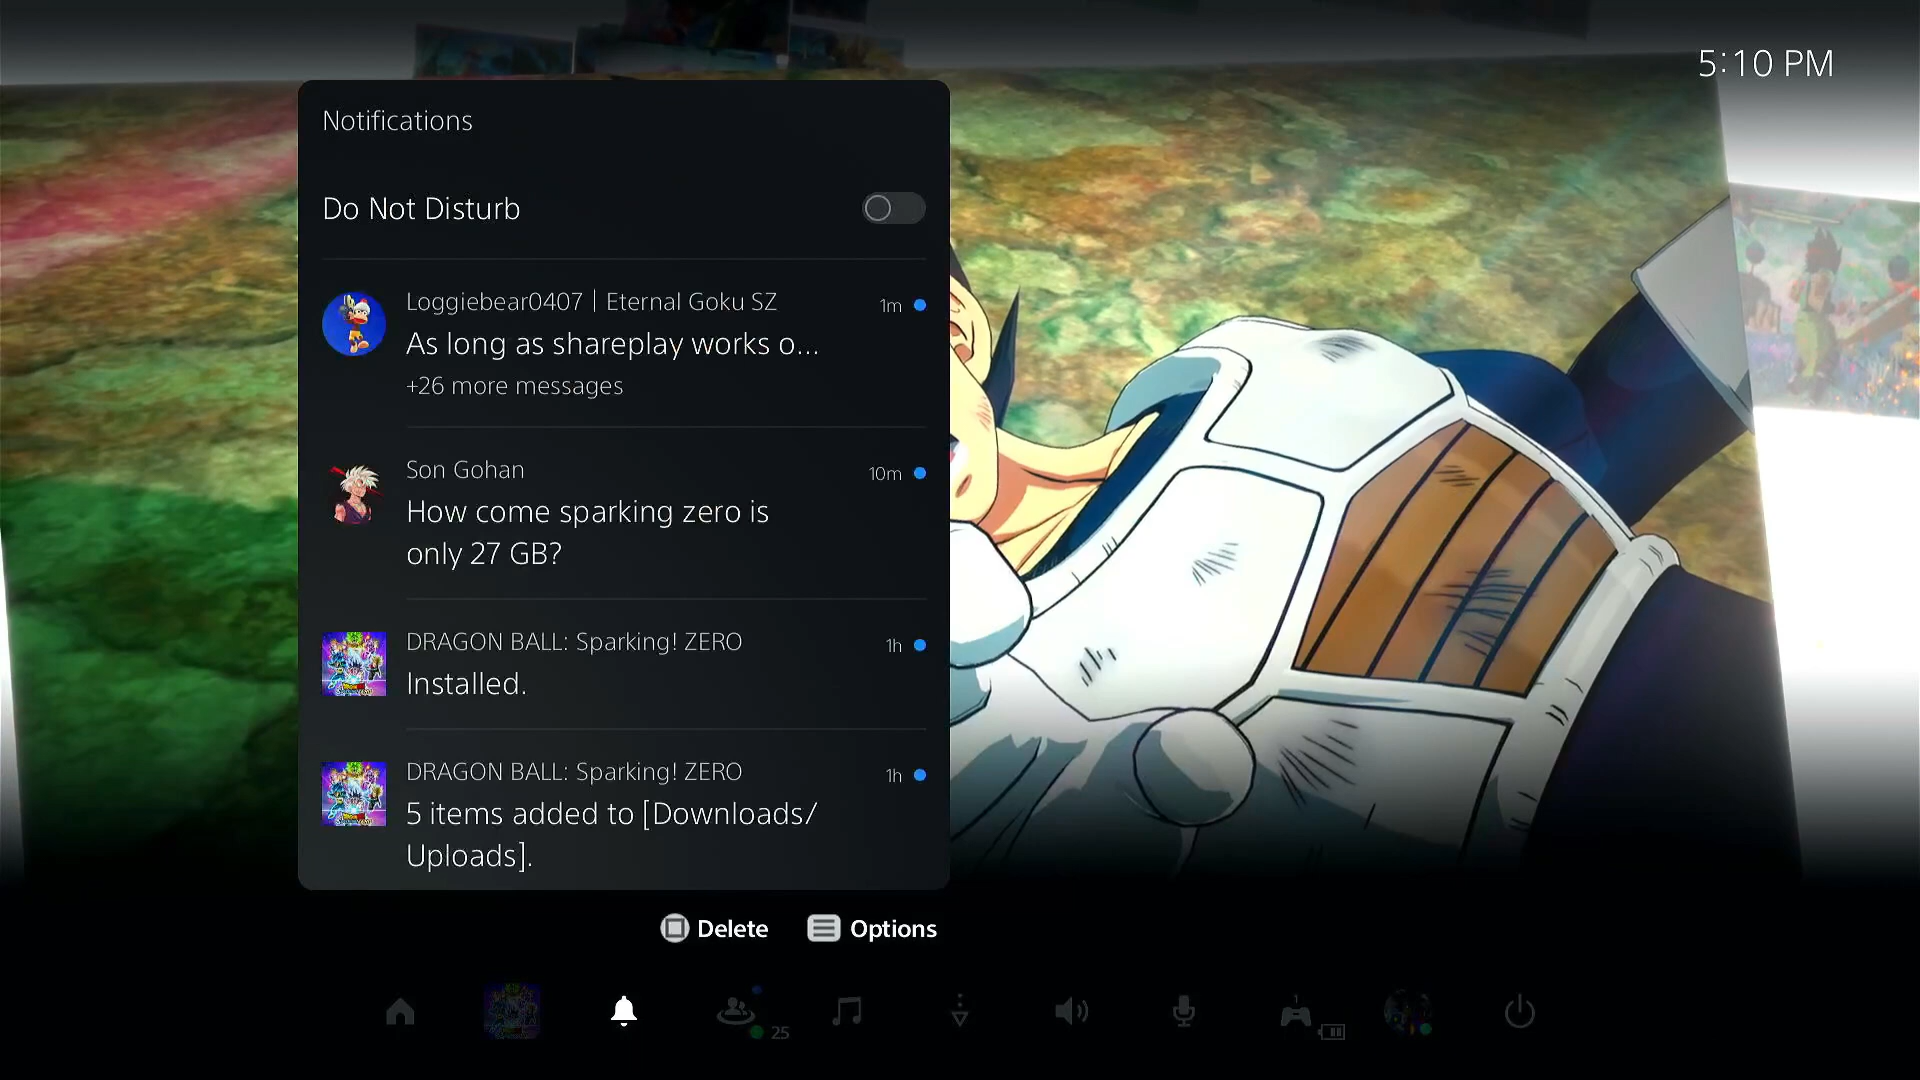 5:10 PM
Notifications
Do Not Disturb
Loggiebear0407 | Eternal Goku SZ
1m
As long as shareplay works o...
+26 more messages
Son Gohan
10m
How come sparking zero is
only 27 GB?
DRAGON BALL: Sparking! ZERO
1h
Installed.
DRAGON BALL: Sparking! ZERO
1h
5 items added to [Downloads/
Uploads].
Delete
Options
25
1